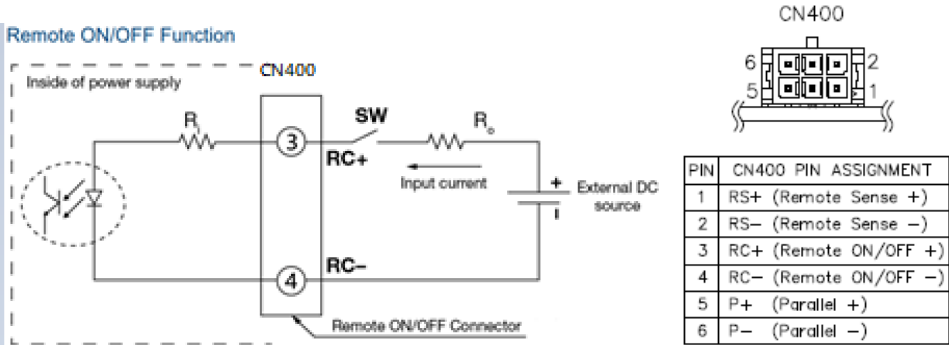 Remote ON/OFF Function
Inside of power supply
CN400
Ri
3
RC+
SW
Ro
Input current
+
External DC
source
RC-
4
Remote ON/OFF Connector
CN400
6
2
5
1
PIN CN400 PIN ASSIGNMENT
1 RS+ (Remote Sense +)
2 RS- (Remote Sense -)
3 RC+ (Remote ON/OFF +)
4 RC- (Remote ON/OFF -)
5 P+ (Parallel +)
6 P- (Parallel -)